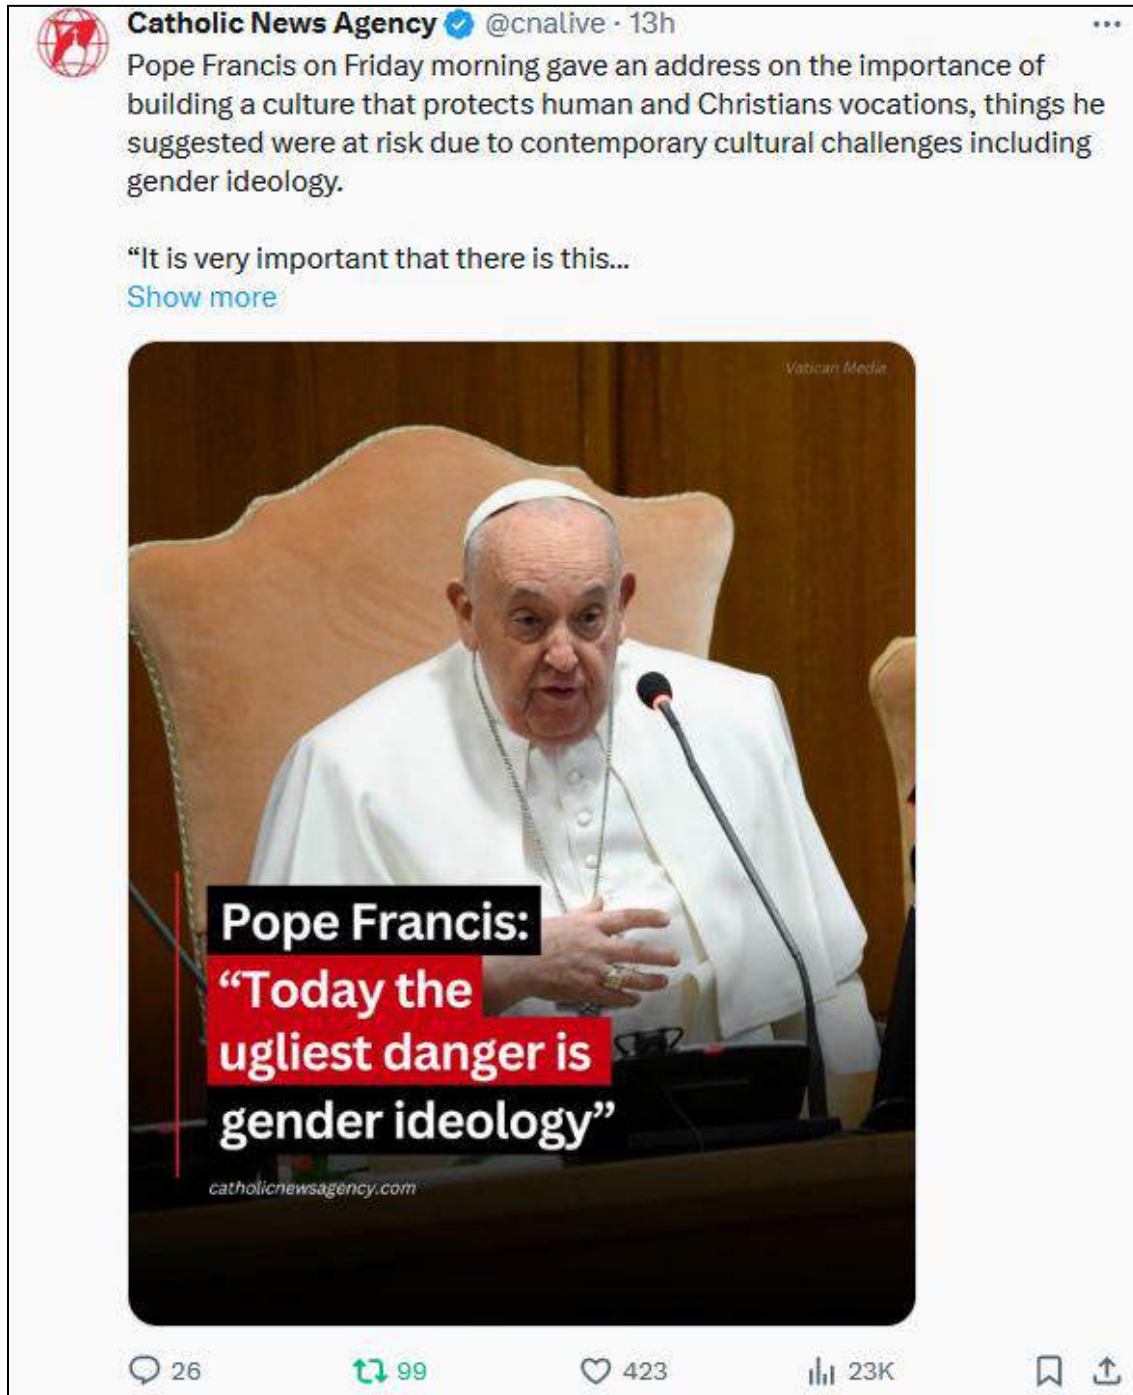 Catholic News Agency @cnalive · 13h
Pope Francis on Friday morning gave an address on the importance of
building a culture that protects human and Christians vocations, things he
suggested were at risk due to contemporary cultural challenges including
gender ideology.
“It is very important that there is this...
Show more
Vatican Media
Pope Francis:
“Today the
ugliest danger is
gender ideology”
catholicnewsagency.com
26 99 423 23K